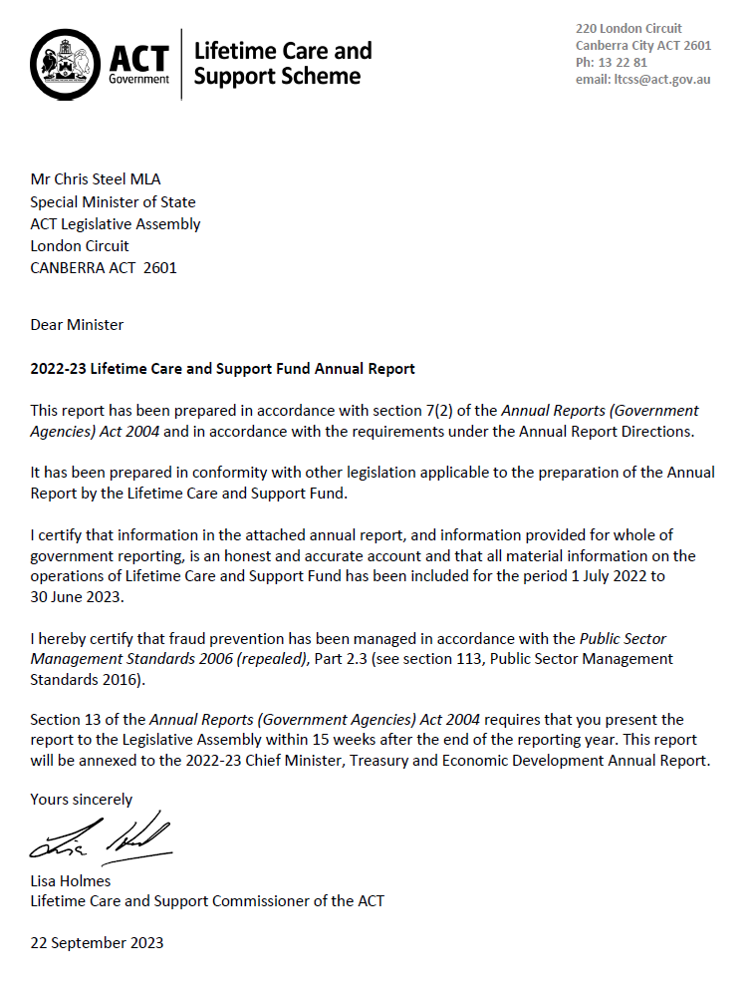 ACT
Government
Lifetime Care and
Support Scheme
220 London Circuit
Canberra City ACT 2601
Ph: 13 22 81
email: ltcss@act.gov.au
Mr Chris Steel MLA
Special Minister of State
ACT Legislative Assembly
London Circuit
CANBERRA ACT  2601
Dear Minister
2022-23 Lifetime Care and Support Fund Annual Report
This report has been prepared in accordance with section 7(2) of the Annual Reports (Government
Agencies) Act 2004 and in accordance with the requirements under the Annual Report Directions.
It has been prepared in conformity with other legislation applicable to the preparation of the Annual
Report by the Lifetime Care and Support Fund.
I certify that information in the attached annual report, and information provided for whole of
government reporting, is an honest and accurate account and that all material information on the
operations of Lifetime Care and Support Fund has been included for the period 1 July 2022 to
30 June 2023.
I hereby certify that fraud prevention has been managed in accordance with the Public Sector
Management Standards 2006 (repealed), Part 2.3 (see section 113, Public Sector Management
Standards 2016).
Section 13 of the Annual Reports (Government Agencies) Act 2004 requires that you present the
report to the Legislative Assembly within 15 weeks after the end of the reporting year. This report
will be annexed to the 2022-23 Chief Minister, Treasury and Economic Development Annual Report.
Yours sincerely
Lisa Holmes
Lifetime Care and Support Commissioner of the ACT
22 September 2023